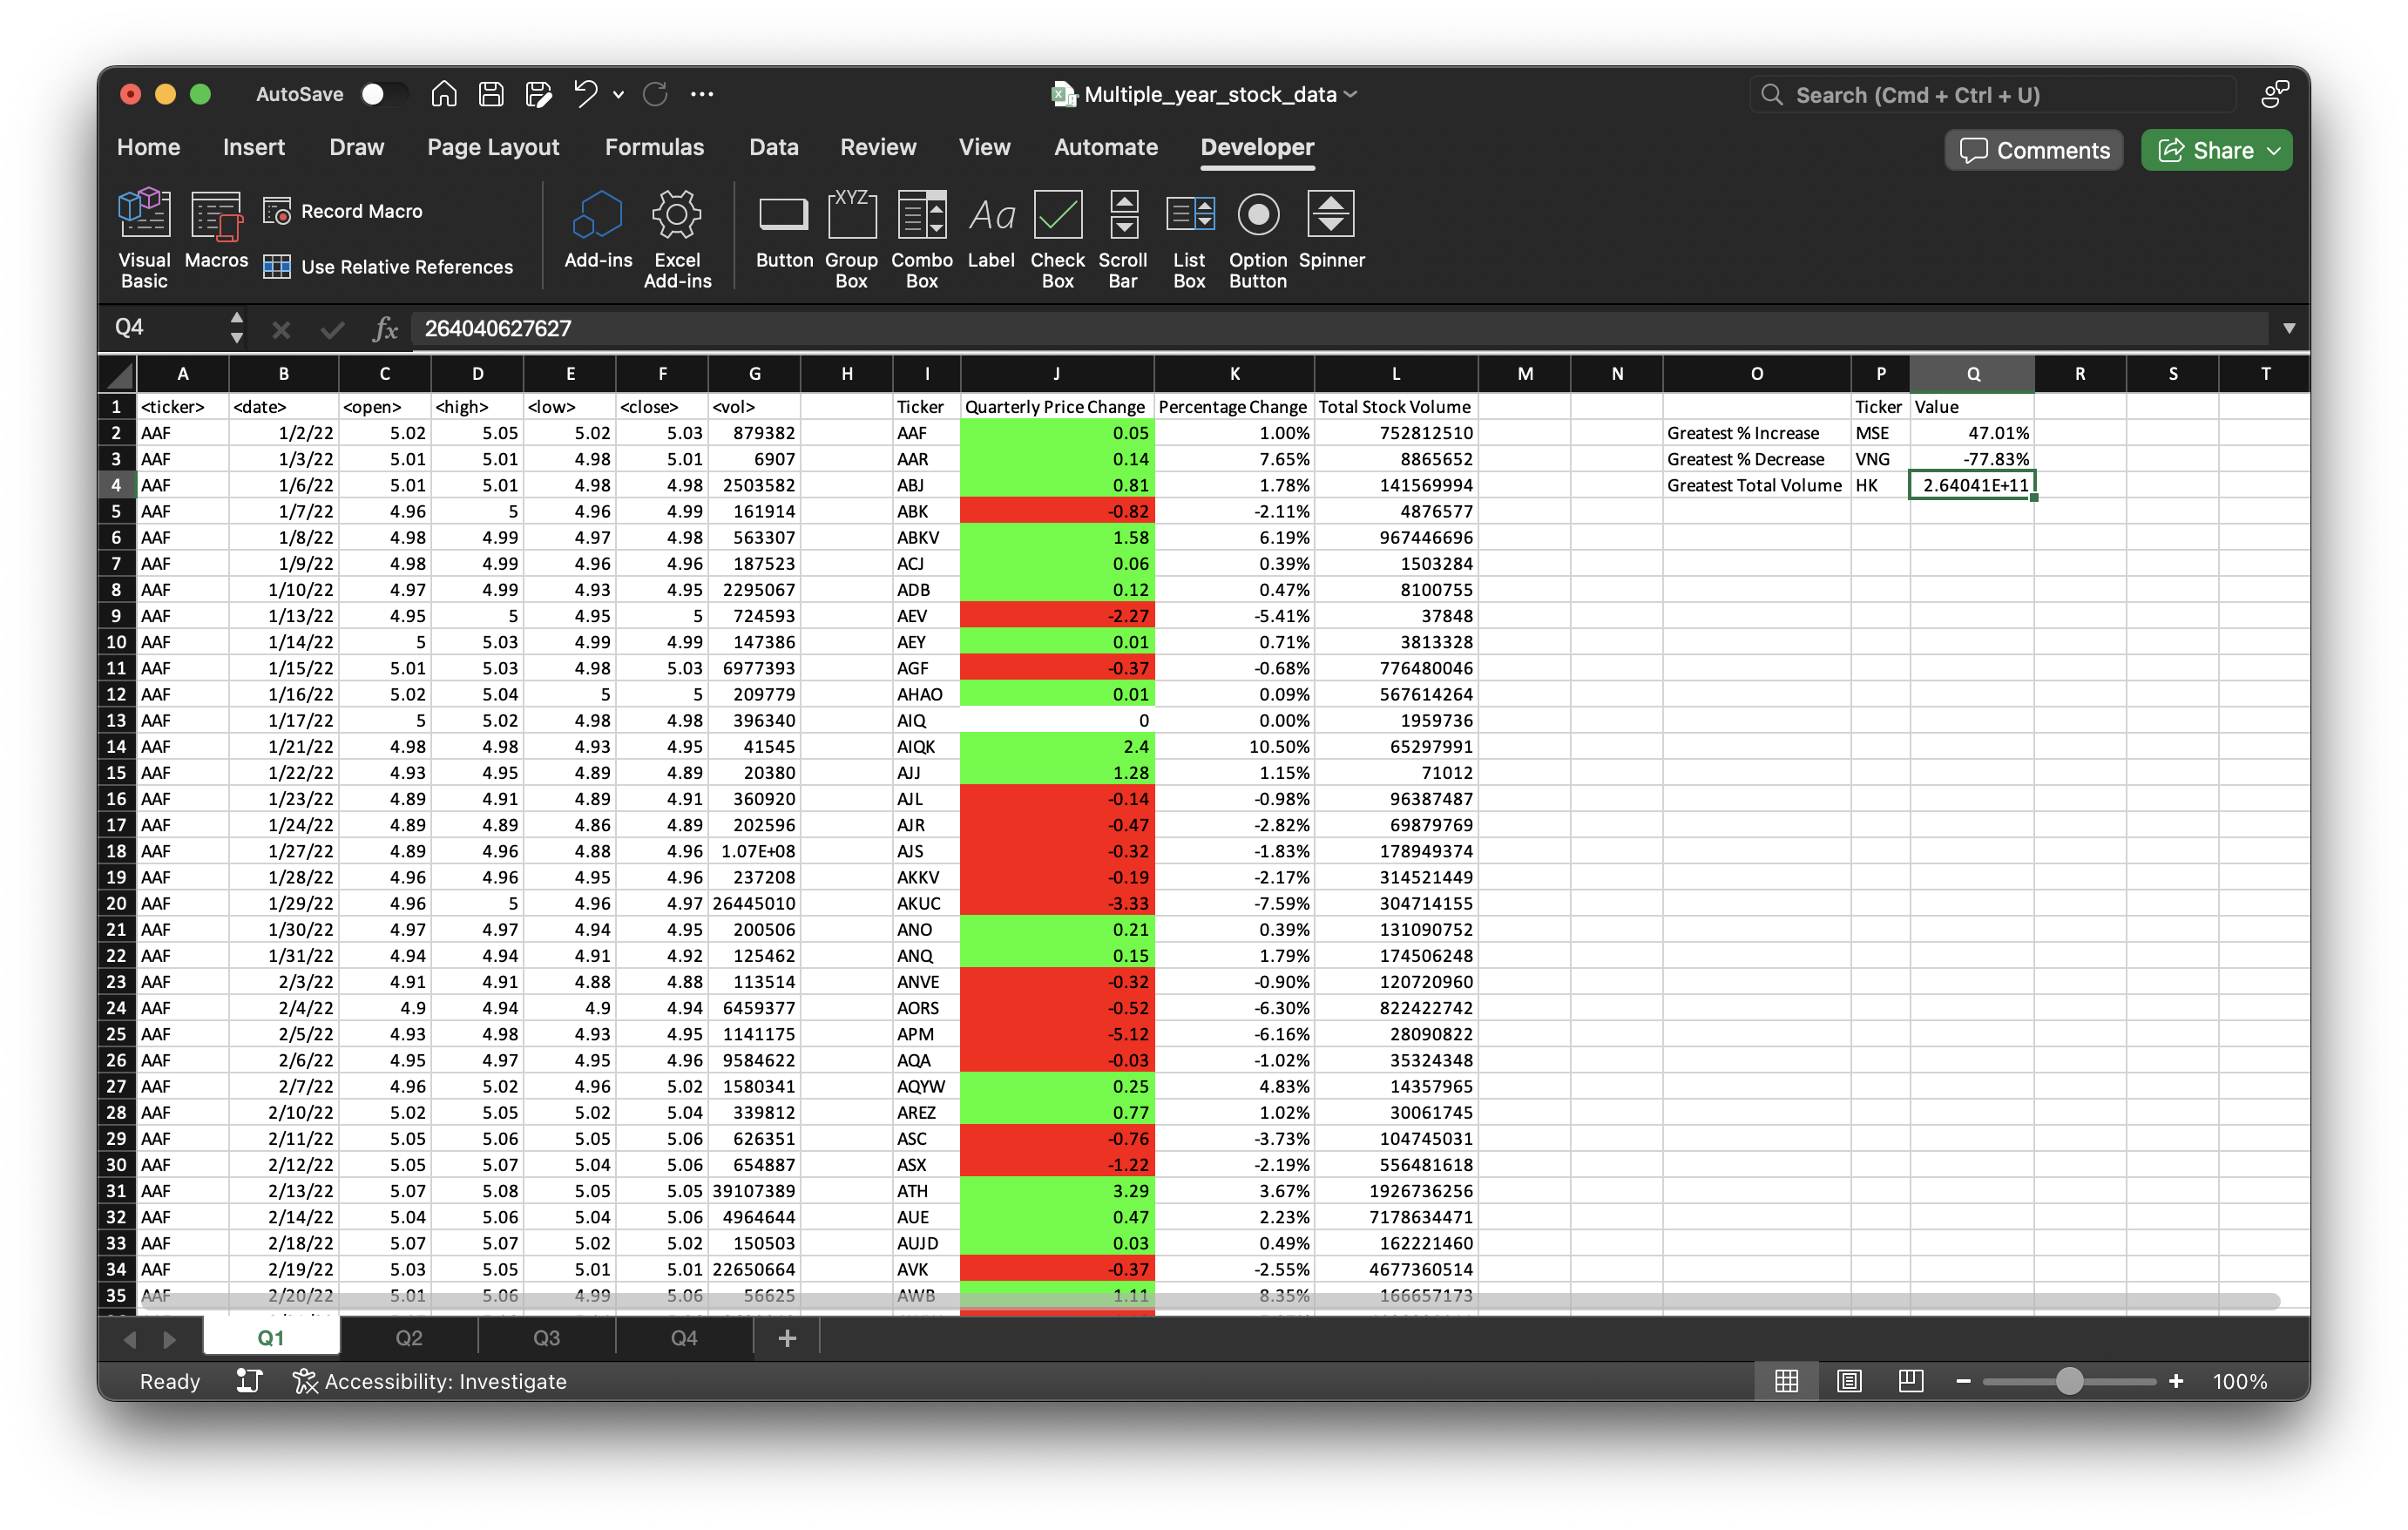 AutoSave
Multiple_year_stock_data
Search (Cmd + Ctrl + U)
Home Insert Draw Page Layout Formulas Data Review View Automate Developer
Comments Share
Visual Basic
Macros
Record Macro
Use Relative References
Add-ins
Excel Add-ins
Button
XYZ
Group Box
Combo Box
Aa
Label
Check Box
Scroll Bar
List Box
Option Button
Spinner
Q4 fx 264040627627
A B C D E F G H I J K L M N O P Q R S T
1 <ticker> <date> <open> <high> <low> <close> <vol> Ticker Quarterly Price Change Percentage Change Total Stock Volume Ticker Value
2 AAF 1/2/22 5.02 5.05 5.02 5.03 879382 AAF 0.05 1.00% 752812510 Greatest % Increase MSE 47.01%
3 AAF 1/3/22 5.01 5.01 4.98 5.01 6907 AAR 0.14 7.65% 8865652 Greatest % Decrease VNG -77.83%
4 AAF 1/6/22 5.01 5.01 4.98 4.98 2503582 ABJ 0.81 1.78% 141569994 Greatest Total Volume HK 2.64041E+11
5 AAF 1/7/22 4.96 5 4.96 4.99 161914 ABK -0.82 -2.11% 4876577
6 AAF 1/8/22 4.98 4.99 4.97 4.98 563307 ABKV 1.58 6.19% 967446696
7 AAF 1/9/22 4.98 4.99 4.96 4.96 187523 ACJ 0.06 0.39% 1503284
8 AAF 1/10/22 4.97 4.99 4.93 4.95 2295067 ADB 0.12 0.47% 8100755
9 AAF 1/13/22 4.95 5 4.95 5 724593 AEV -2.27 -5.41% 37848
10 AAF 1/14/22 5 5.03 4.99 4.99 147386 AEY 0.01 0.71% 3813328
11 AAF 1/15/22 5.01 5.03 4.98 5.03 6977393 AGF -0.37 -0.68% 776480046
12 AAF 1/16/22 5.02 5.04 5 5 209779 AHAO 0.01 0.09% 567614264
13 AAF 1/17/22 5 5.02 4.98 4.98 396340 AIQ 0 0.00% 1959736
14 AAF 1/21/22 4.98 4.98 4.93 4.95 41545 AIQK 2.4 10.50% 65297991
15 AAF 1/22/22 4.93 4.95 4.89 4.89 20380 AJJ 1.28 1.15% 71012
16 AAF 1/23/22 4.89 4.91 4.89 4.91 360920 AJL -0.14 -0.98% 96387487
17 AAF 1/24/22 4.89 4.89 4.86 4.89 202596 AJR -0.47 -2.82% 69879769
18 AAF 1/27/22 4.89 4.96 4.88 4.96 1.07E+08 AJS -0.32 -1.83% 178949374
19 AAF 1/28/22 4.96 4.96 4.95 4.96 237208 AKKV -0.19 -2.17% 314521449
20 AAF 1/29/22 4.96 5 4.96 4.97 26445010 AKUC -3.33 -7.59% 304714155
21 AAF 1/30/22 4.97 4.97 4.94 4.95 200506 ANO 0.21 0.39% 131090752
22 AAF 1/31/22 4.94 4.94 4.91 4.92 125462 ANQ 0.15 1.79% 174506248
23 AAF 2/3/22 4.91 4.91 4.88 4.88 113514 ANVE -0.32 -0.90% 120720960
24 AAF 2/4/22 4.9 4.94 4.9 4.94 6459377 AORS -0.52 -6.30% 822422742
25 AAF 2/5/22 4.93 4.98 4.93 4.95 1141175 APM -5.12 -6.16% 28090822
26 AAF 2/6/22 4.95 4.97 4.95 4.96 9584622 AQA -0.03 -1.02% 35324348
27 AAF 2/7/22 4.96 5.02 4.96 5.02 1580341 AQYW 0.25 4.83% 14357965
28 AAF 2/10/22 5.02 5.05 5.02 5.04 339812 AREZ 0.77 1.02% 30061745
29 AAF 2/11/22 5.05 5.06 5.05 5.06 626351 ASC -0.76 -3.73% 104745031
30 AAF 2/12/22 5.05 5.07 5.04 5.06 654887 ASX -1.22 -2.19% 556481618
31 AAF 2/13/22 5.07 5.08 5.05 5.05 39107389 ATH 3.29 3.67% 1926736256
32 AAF 2/14/22 5.04 5.06 5.04 5.06 4964644 AUE 0.47 2.23% 7178634471
33 AAF 2/18/22 5.07 5.07 5.02 5.02 150503 AUJD 0.03 0.49% 162221460
34 AAF 2/19/22 5.03 5.05 5.01 5.01 22650664 AVK -0.37 -2.55% 4677360514
35 AAF 2/20/22 5.01 5.06 4.99 5.06 56625 AWB 1.11 8.35% 166657173
Q1 Q2 Q3 Q4
Ready Accessibility: Investigate 100%